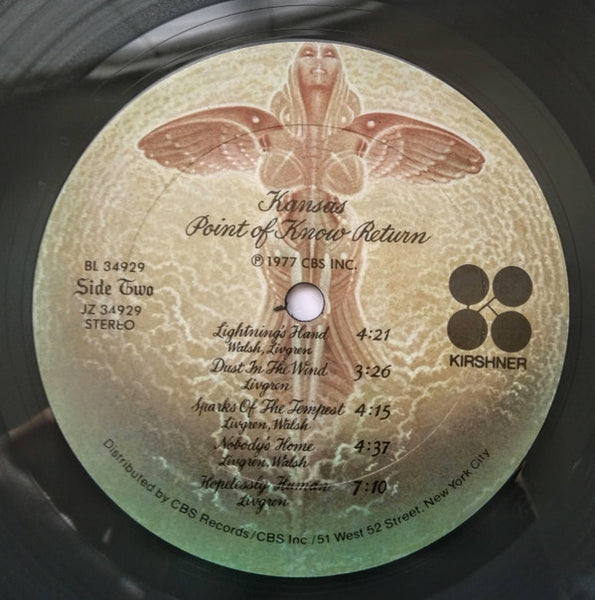 Kansas
Point of Know Return
℗ 1977 CBS INC.
BL 34929
Side Two
JZ 34929
STEREO
KIRSHNER
Lightning's Hand 4:21
Walsh, Livgren
Dust In The Wind 3:26
Livgren
Sparks Of The Tempest 4:15
Livgren, Walsh
Nobody's Home 4:37
Livgren, Walsh
Hopelessly Human 7:10
Livgren
Distributed by CBS Records/CBS Inc./51 West 52 Street, New York City